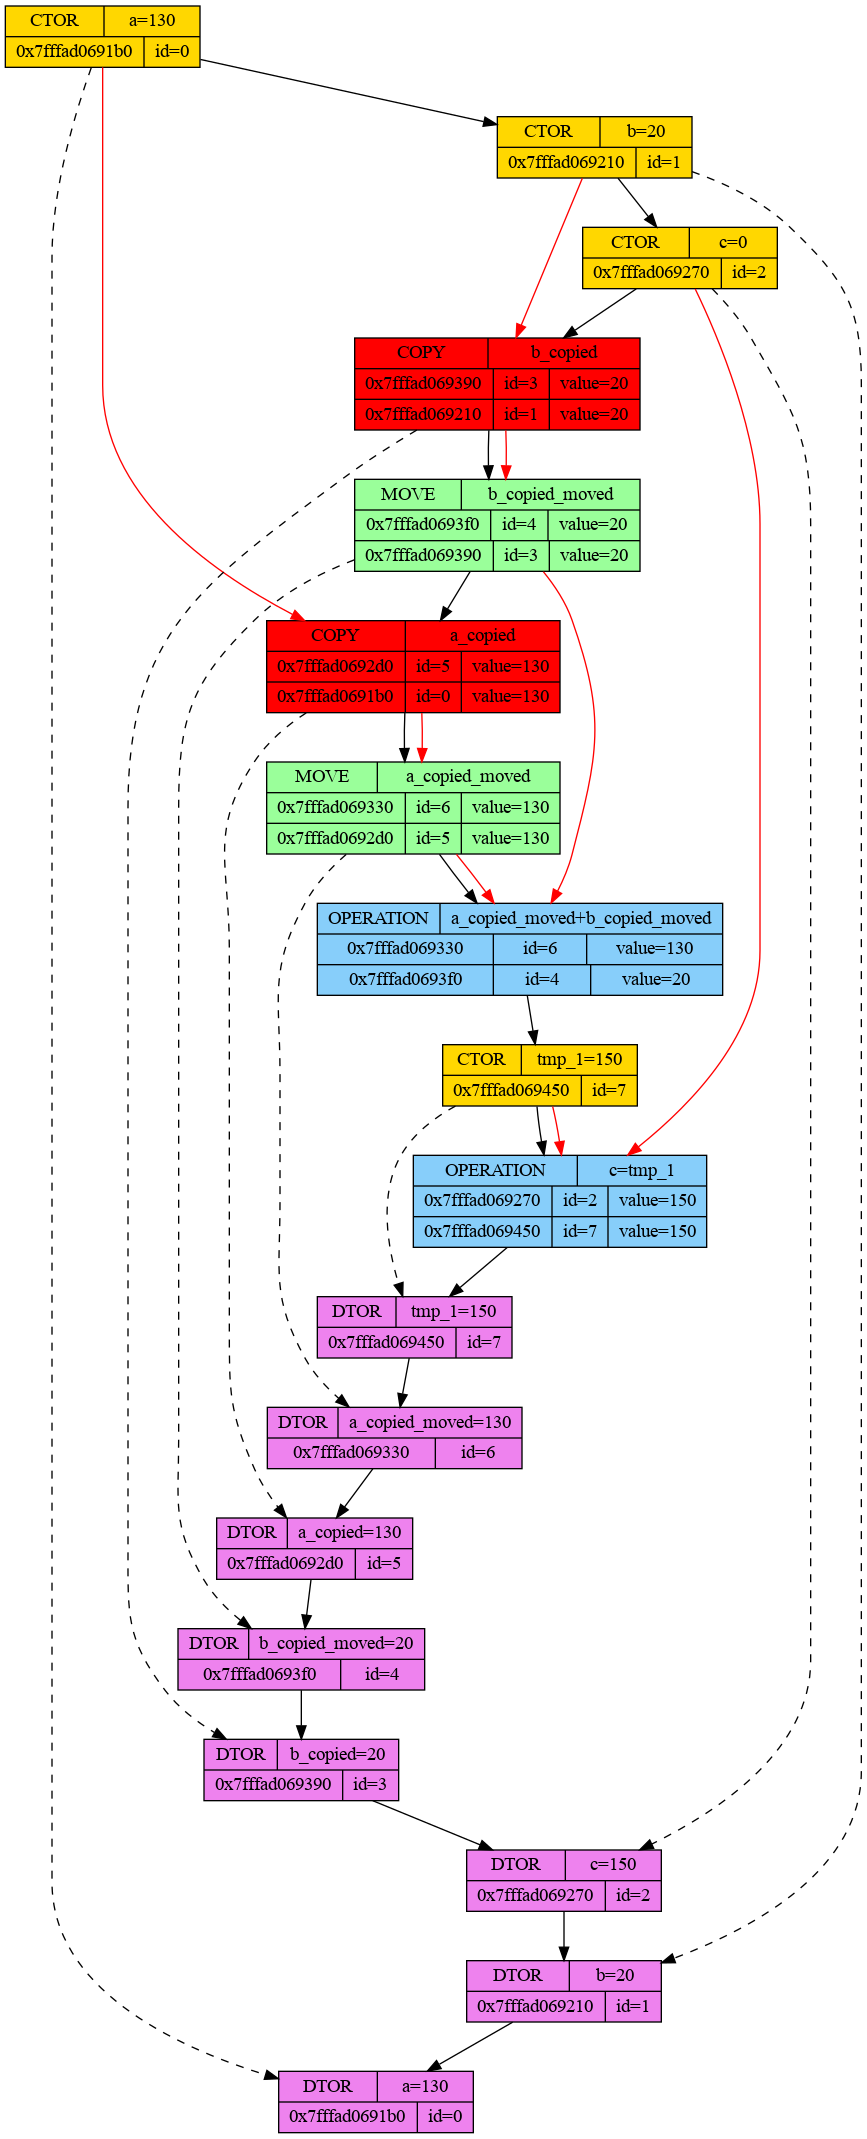 CTOR a=130
0x7fffad0691b0 id=0
CTOR b=20
0x7fffad069210 id=1
CTOR c=0
0x7fffad069270 id=2
COPY b_copied
0x7fffad069390 id=3 value=20
0x7fffad069210 id=1 value=20
MOVE b_copied_moved
0x7fffad0693f0 id=4 value=20
0x7fffad069390 id=3 value=20
COPY a_copied
0x7fffad0692d0 id=5 value=130
0x7fffad0691b0 id=0 value=130
MOVE a_copied_moved
0x7fffad069330 id=6 value=130
0x7fffad0692d0 id=5 value=130
OPERATION a_copied_moved+b_copied_moved
0x7fffad069330 id=6 value=130
0x7fffad0693f0 id=4 value=20
CTOR tmp_1=150
0x7fffad069450 id=7
OPERATION c=tmp_1
0x7fffad069270 id=2 value=150
0x7fffad069450 id=7 value=150
DTOR tmp_1=150
0x7fffad069450 id=7
DTOR a_copied_moved=130
0x7fffad069330 id=6
DTOR a_copied=130
0x7fffad0692d0 id=5
DTOR b_copied_moved=20
0x7fffad0693f0 id=4
DTOR b_copied=20
0x7fffad069390 id=3
DTOR c=150
0x7fffad069270 id=2
DTOR b=20
0x7fffad069210 id=1
DTOR a=130
0x7fffad0691b0 id=0